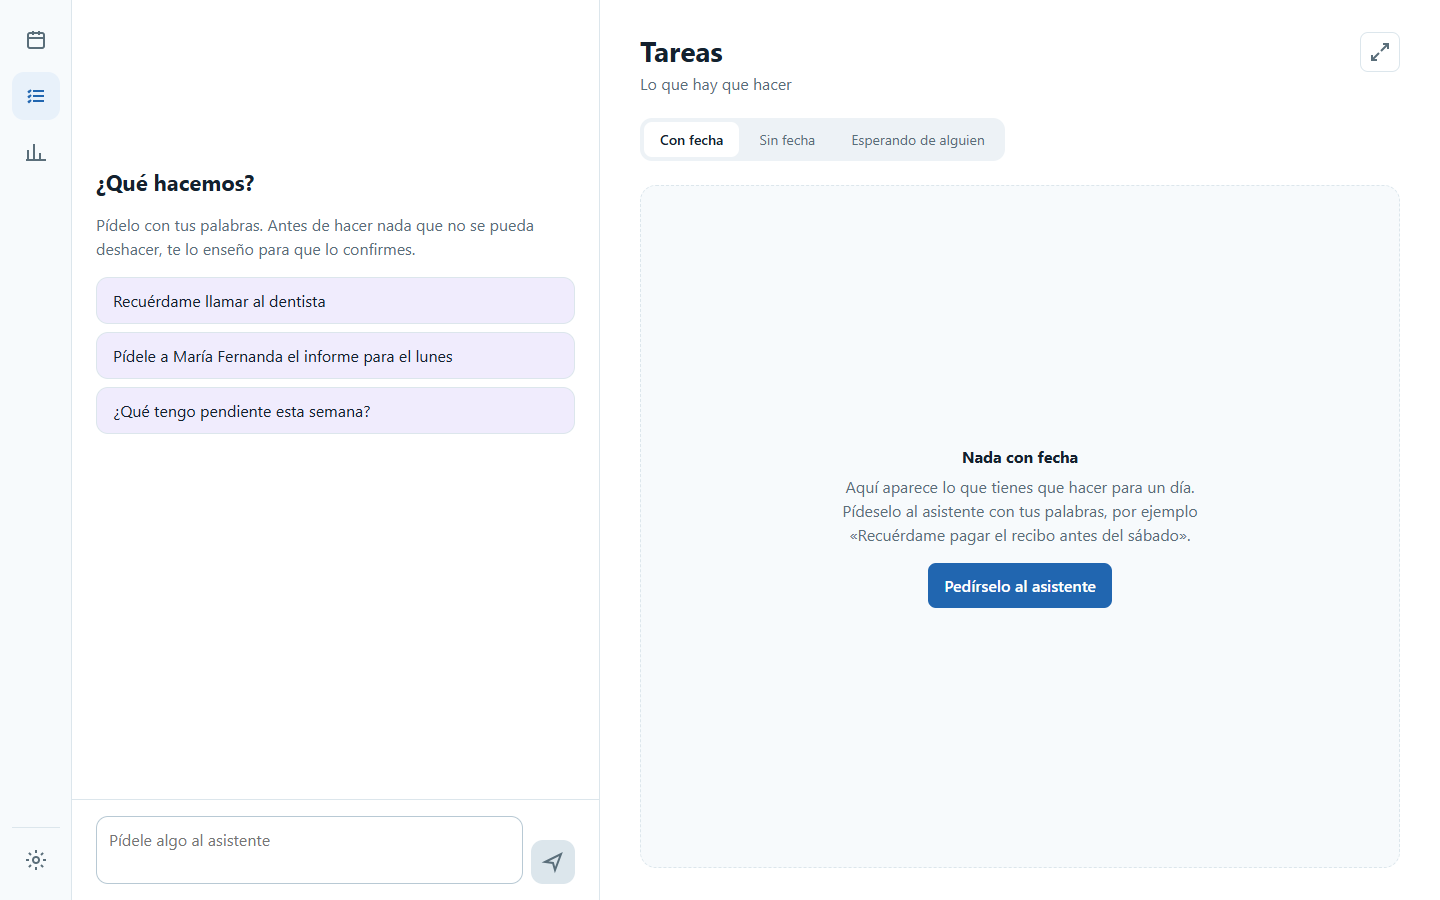 ¿Qué hacemos?
Pídelo con tus palabras. Antes de hacer nada que no se pueda
deshacer, te lo enseño para que lo confirmes.
Recuérdame llamar al dentista
Pídele a María Fernanda el informe para el lunes
¿Qué tengo pendiente esta semana?
Pídele algo al asistente
Tareas
Lo que hay que hacer
Con fecha
Sin fecha
Esperando de alguien
Nada con fecha
Aquí aparece lo que tienes que hacer para un día.
Pídeselo al asistente con tus palabras, por ejemplo
«Recuérdame pagar el recibo antes del sábado».
Pedírselo al asistente